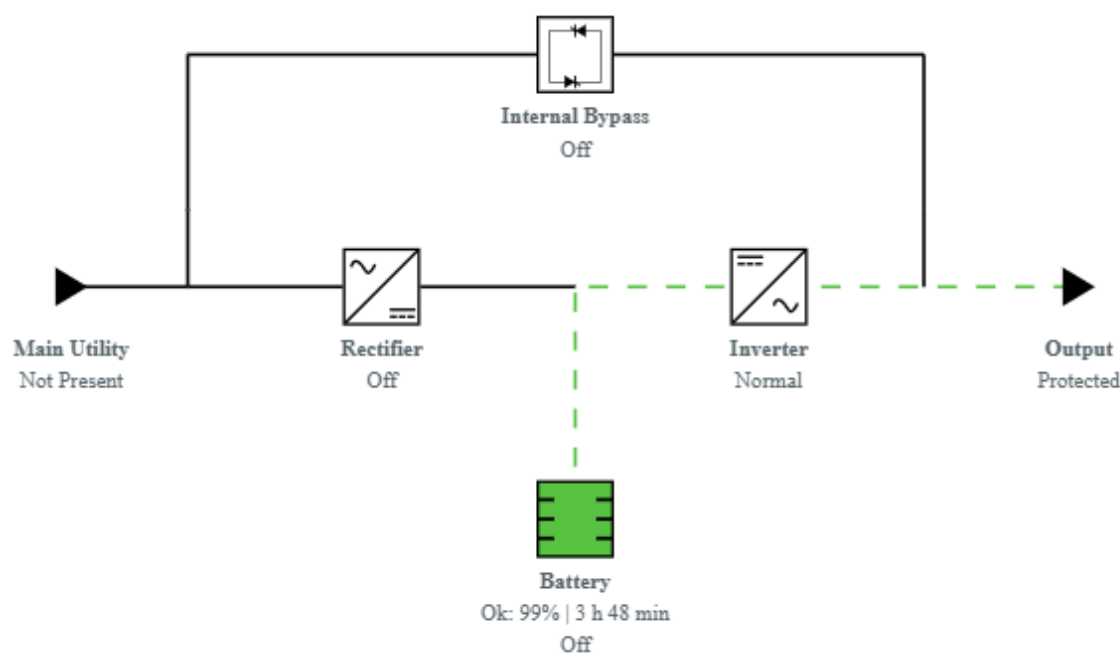 Internal Bypass
Off
Main Utility
Not Present
Rectifier
Off
Inverter
Normal
Output
Protected
Battery
Ok: 99% | 3 h 48 min
Off